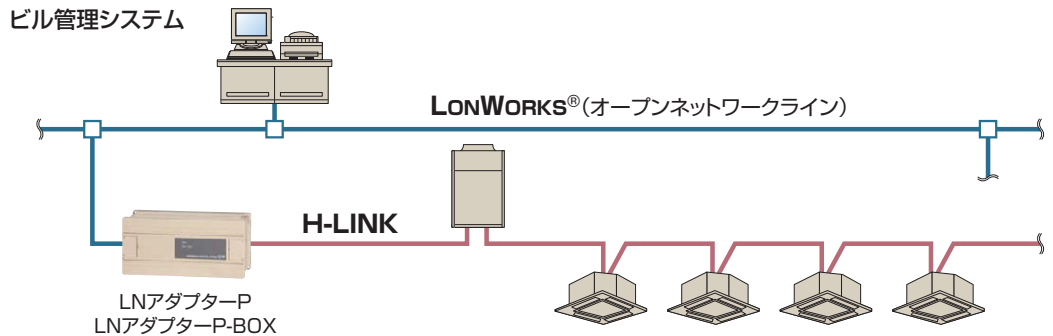 ビル管理システム
LONWORKS®(オープンネットワークライン)
H-LINK
LNアダプターP
LNアダプターP-BOX